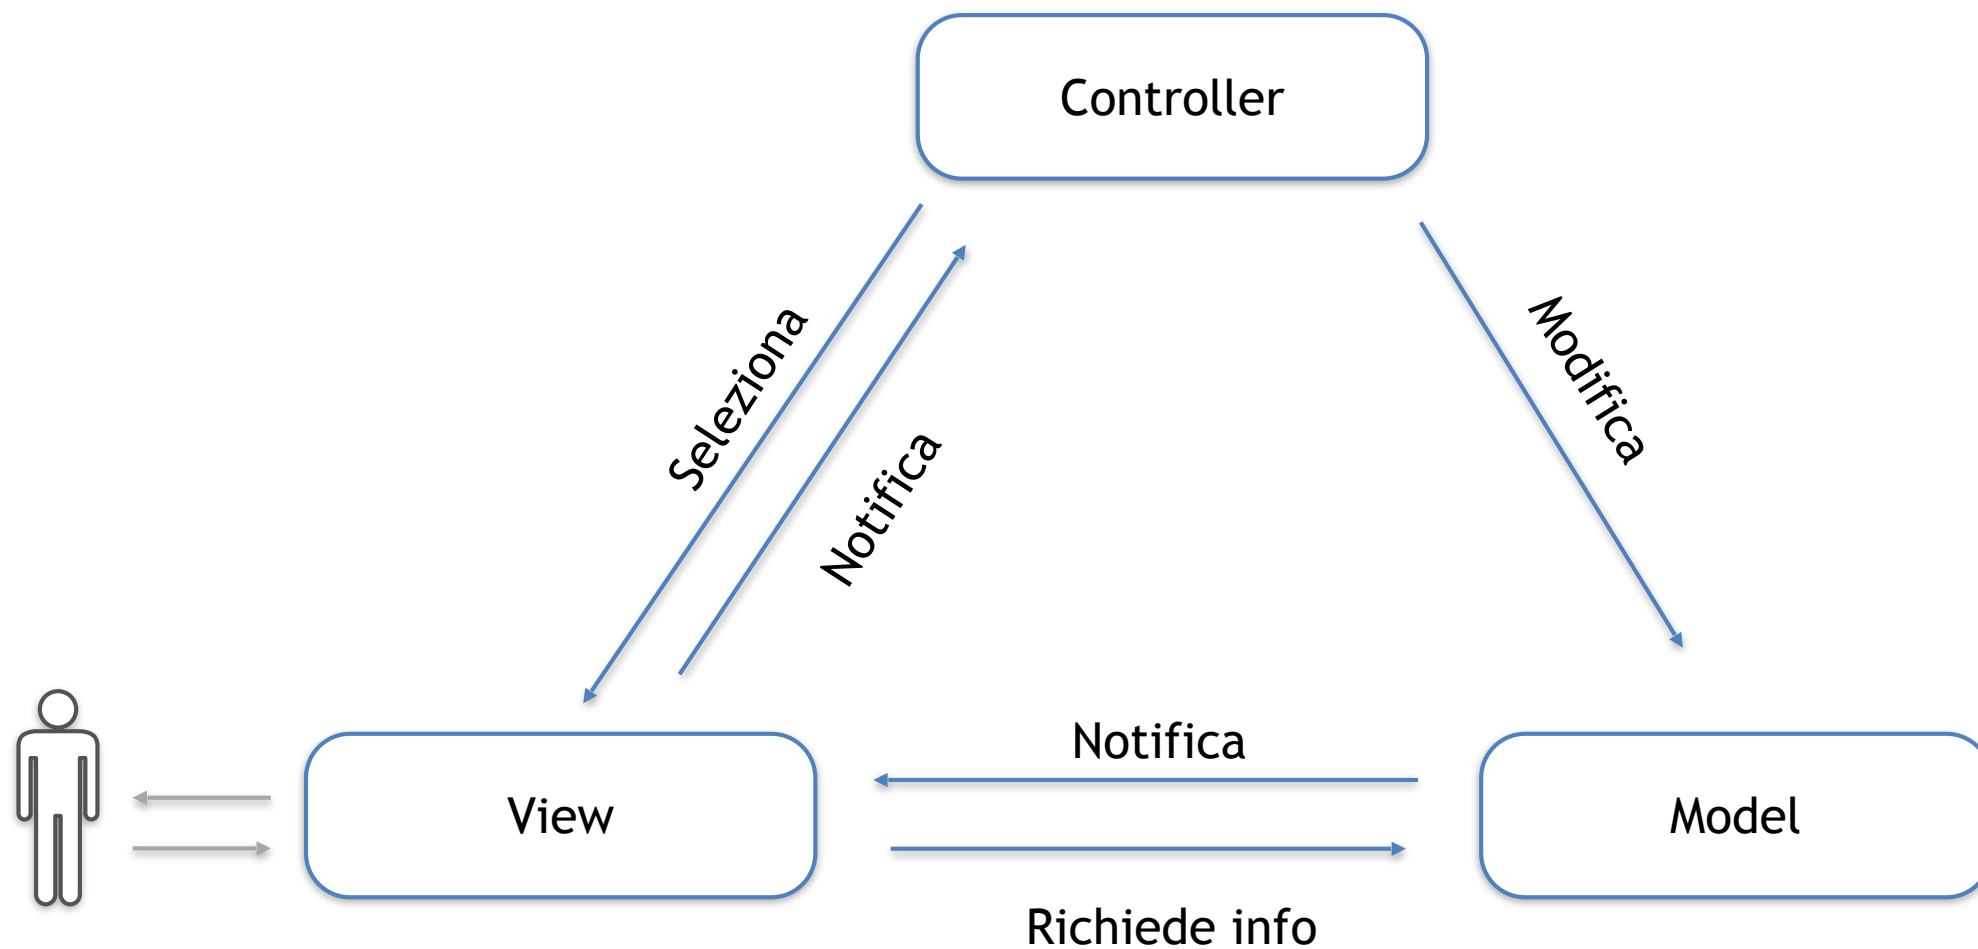 Controller
Seleziona
Notifica
Modifica
Notifica
View
Model
Richiede info